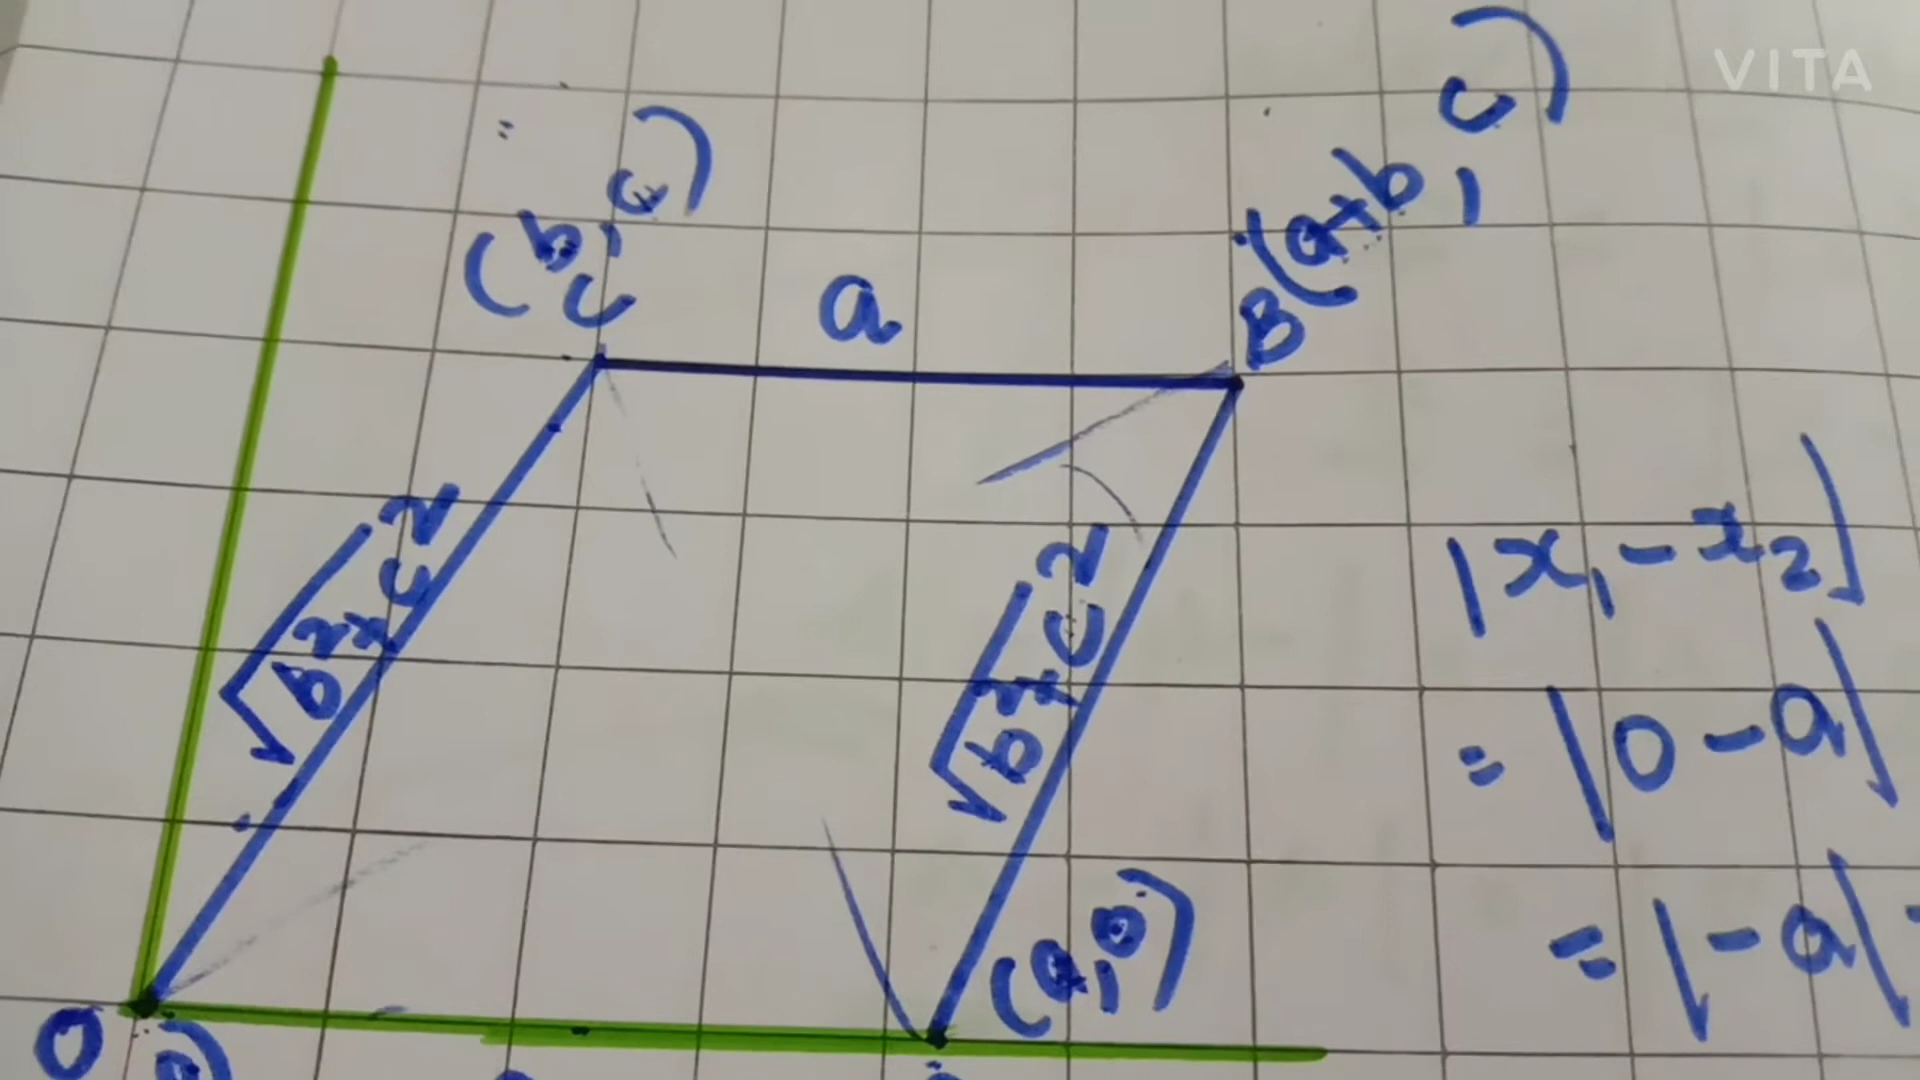 VITA
(b, c)
C
a
B(a+b, c)
√b²+c²
√b²+c²
|x₁-x₂|
=|0-a|
=|-a|
(a,0)
O